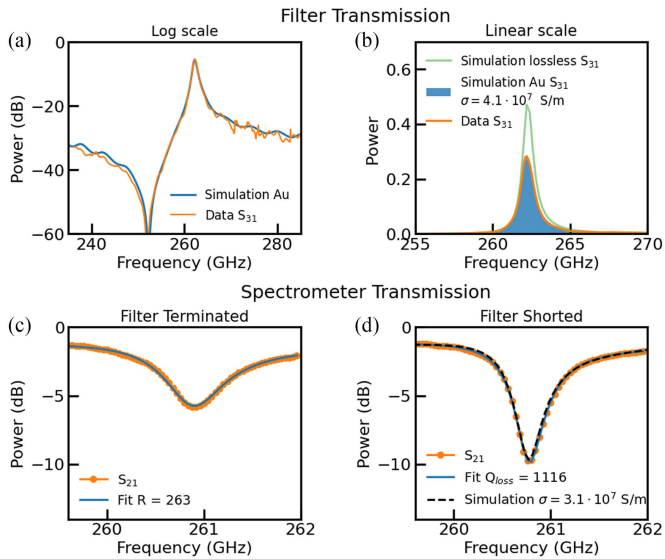 Filter Transmission
(a)
Log scale
0
−20
−40
−60
Power (dB)
240
260
280
Frequency (GHz)
Simulation Au
Data S₃₁
(b)
Linear scale
0.6
0.4
0.2
0.0
Power
255
260
265
270
Frequency (GHz)
Simulation lossless S₃₁
Simulation Au S₃₁
σ = 4.1 · 10⁷ S/m
Data S₃₁
Spectrometer Transmission
(c)
Filter Terminated
0
−5
−10
Power (dB)
260
261
262
Frequency (GHz)
S₂₁
Fit R = 263
(d)
Filter Shorted
0
−5
−10
Power (dB)
260
261
262
Frequency (GHz)
S₂₁
Fit Qₗₒₛₛ = 1116
Simulation σ = 3.1 · 10⁷ S/m